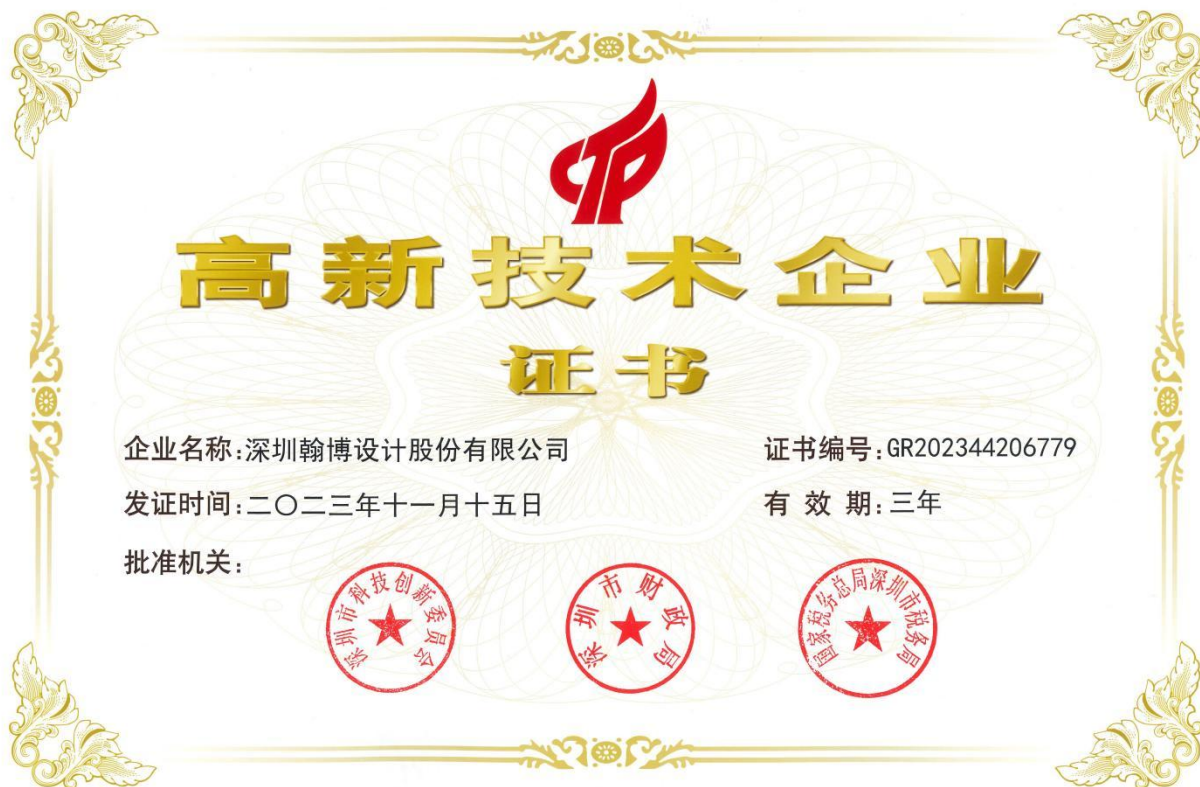 高新技术企业
证书
企业名称:深圳翰博设计股份有限公司
证书编号:GR202344206779
发证时间:二〇二三年十一月十五日
有效期:三年
批准机关:
深圳市科技创新委员会
深圳市财政局
国家税务总局深圳市税务局